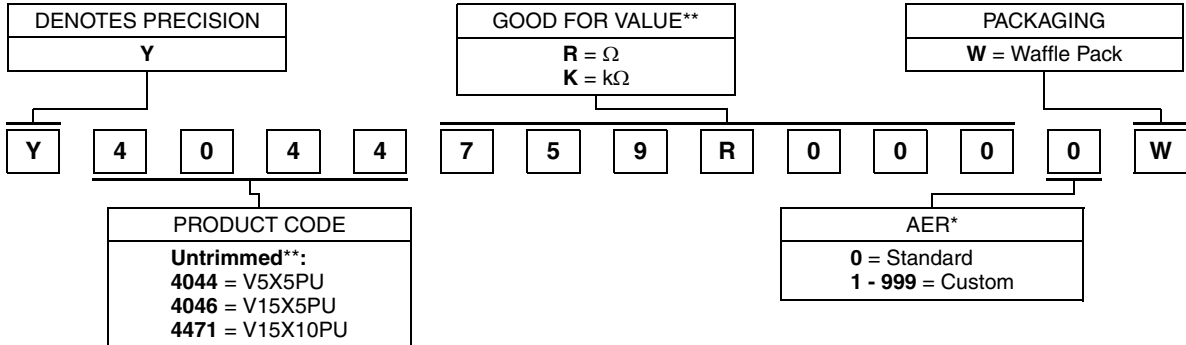 DENOTES PRECISION
Y
GOOD FOR VALUE**
R = Ω
K = kΩ
PACKAGING
W = Waffle Pack
Y 4 0 4 4 7 5 9 R 0 0 0 0 W
PRODUCT CODE
Untrimmed**:
4044 = V5X5PU
4046 = V15X5PU
4471 = V15X10PU
AER*
0 = Standard
1 - 999 = Custom